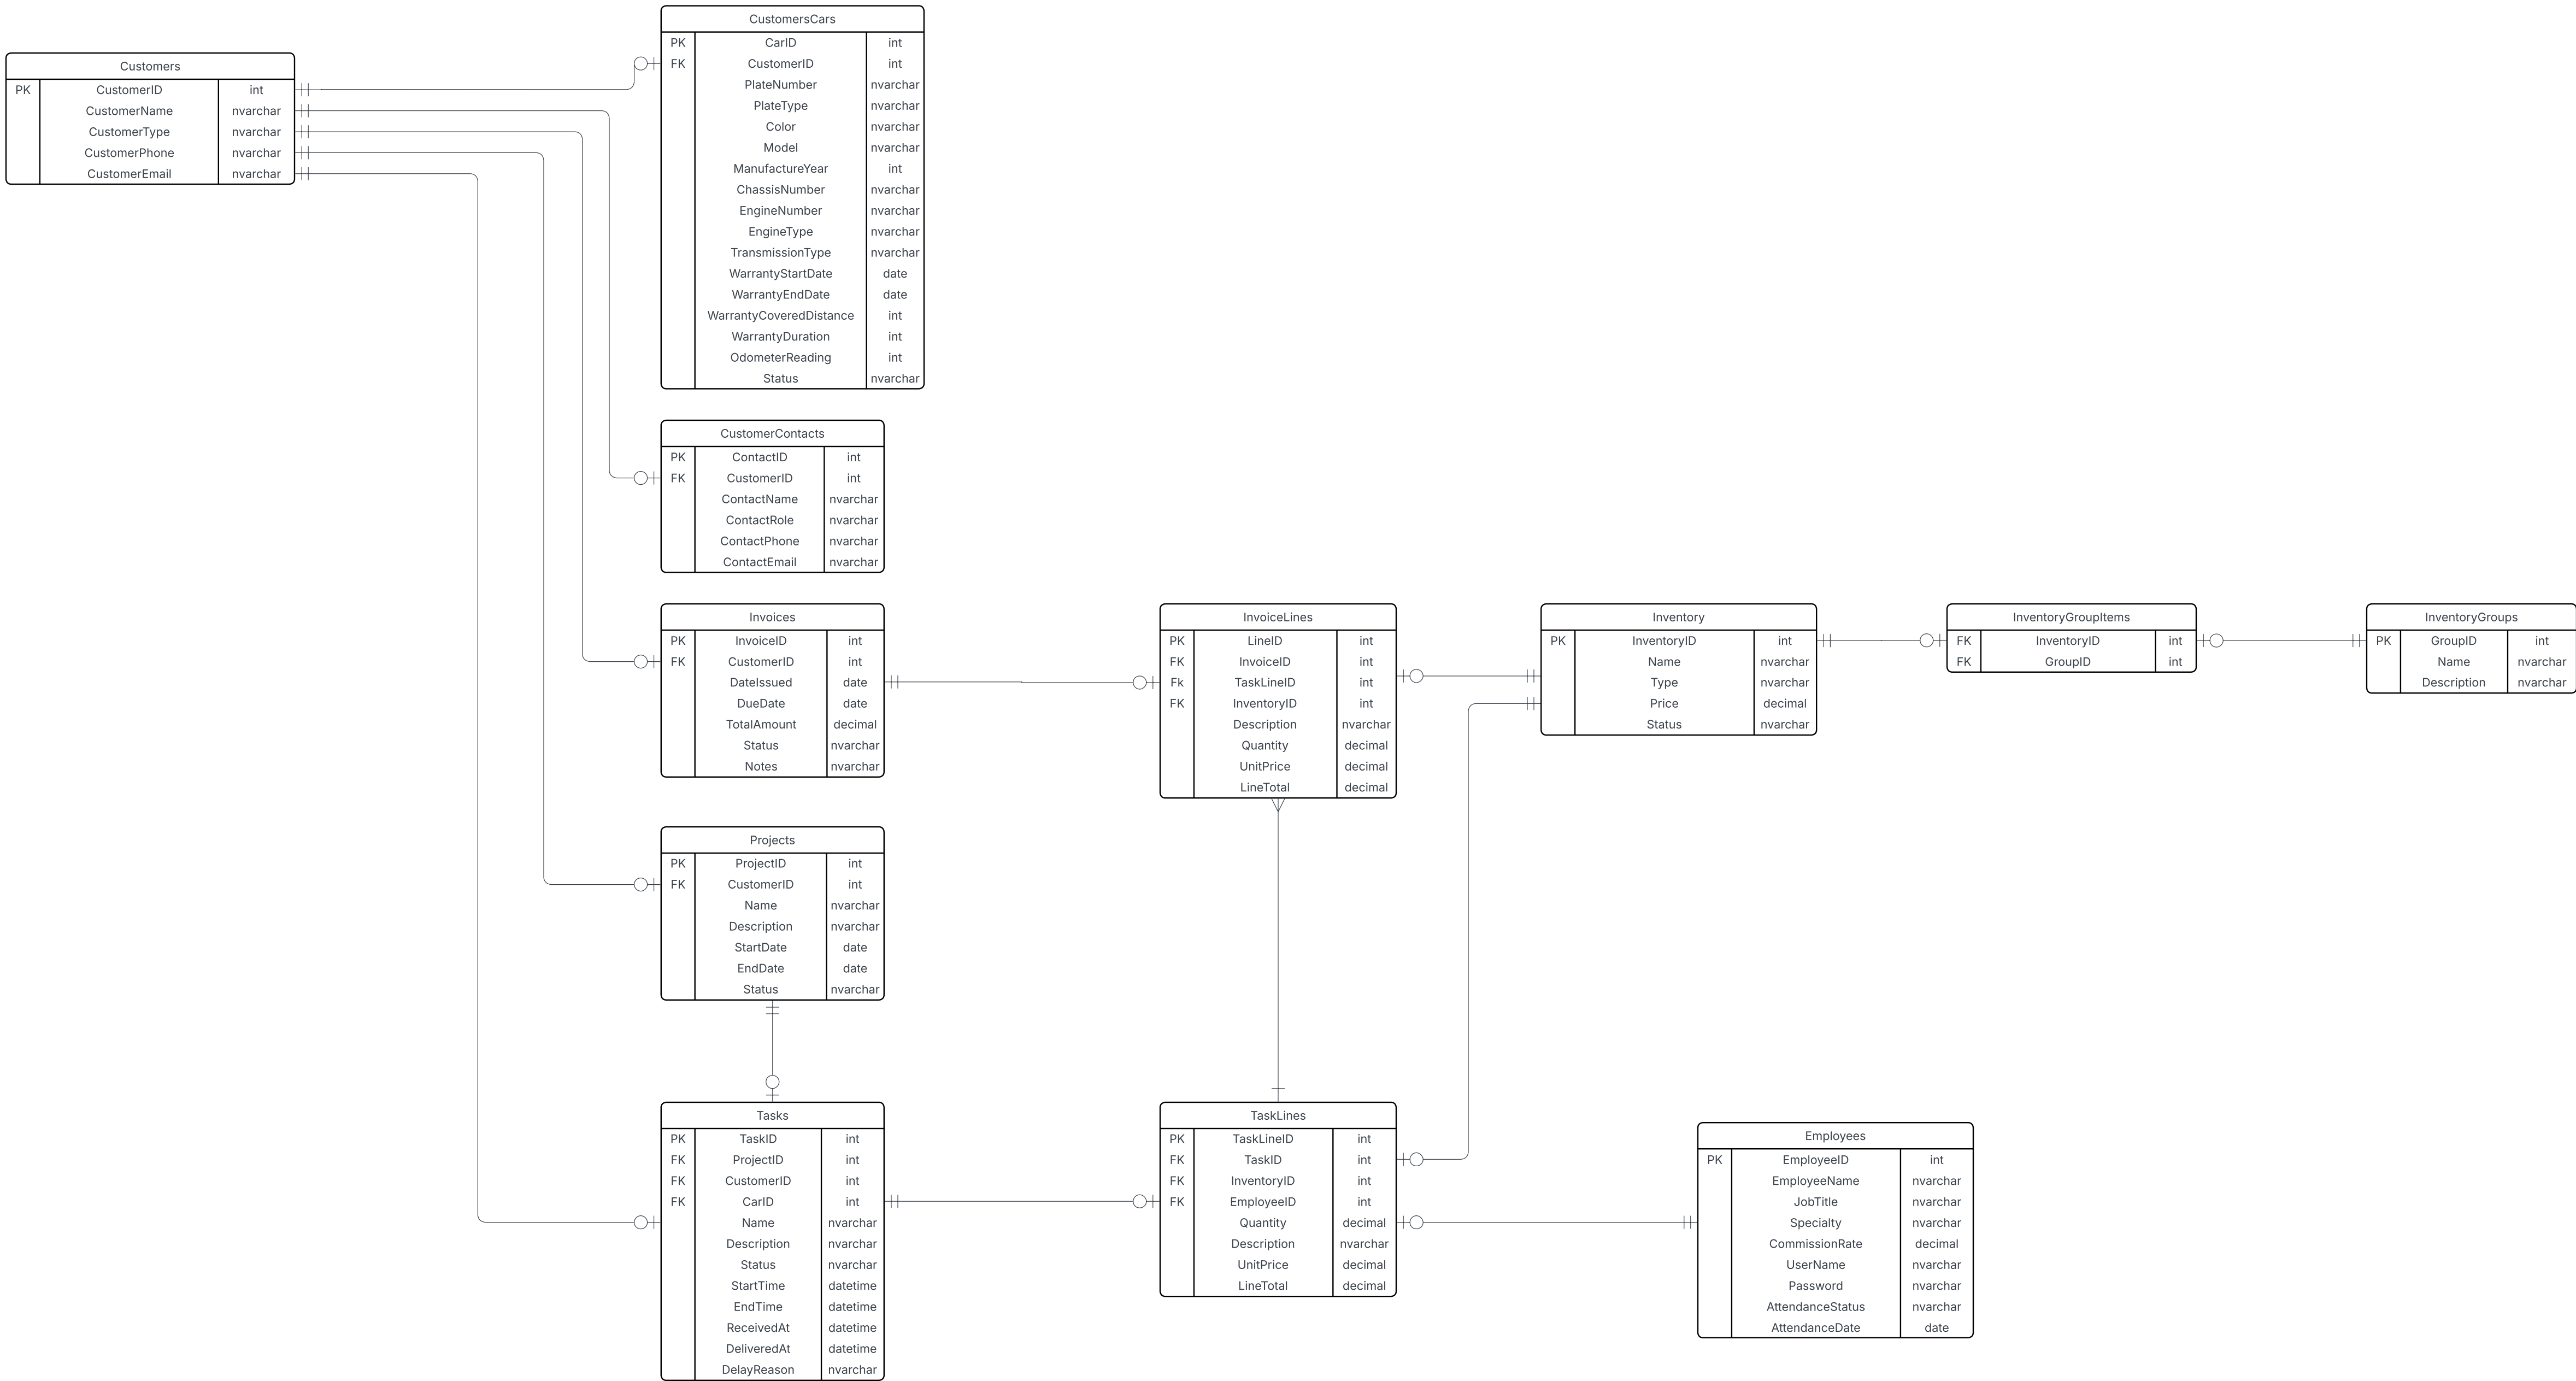 CustomersCars
PK CarID int
FK CustomerID int
PlateNumber nvarchar
PlateType nvarchar
Color nvarchar
Model nvarchar
ManufactureYear int
ChassisNumber nvarchar
EngineNumber nvarchar
EngineType nvarchar
TransmissionType nvarchar
WarrantyStartDate date
WarrantyEndDate date
WarrantyCoveredDistance int
WarrantyDuration int
OdometerReading int
Status nvarchar
Customers
PK CustomerID int
CustomerName nvarchar
CustomerType nvarchar
CustomerPhone nvarchar
CustomerEmail nvarchar
CustomerContacts
PK ContactID int
FK CustomerID int
ContactName nvarchar
ContactRole nvarchar
ContactPhone nvarchar
ContactEmail nvarchar
Invoices
PK InvoiceID int
FK CustomerID int
DateIssued date
DueDate date
TotalAmount decimal
Status nvarchar
Notes nvarchar
InvoiceLines
PK LineID int
FK InvoiceID int
Fk TaskLineID int
FK InventoryID int
Description nvarchar
Quantity decimal
UnitPrice decimal
LineTotal decimal
Inventory
PK InventoryID int
Name nvarchar
Type nvarchar
Price decimal
Status nvarchar
InventoryGroupItems
FK InventoryID int
FK GroupID int
InventoryGroups
PK GroupID int
Name nvarchar
Description nvarchar
Projects
PK ProjectID int
FK CustomerID int
Name nvarchar
Description nvarchar
StartDate date
EndDate date
Status nvarchar
Tasks
PK TaskID int
FK ProjectID int
FK CustomerID int
FK CarID int
Name nvarchar
Description nvarchar
Status nvarchar
StartTime datetime
EndTime datetime
ReceivedAt datetime
DeliveredAt datetime
DelayReason nvarchar
TaskLines
PK TaskLineID int
FK TaskID int
FK InventoryID int
FK EmployeeID int
Quantity decimal
Description nvarchar
UnitPrice decimal
LineTotal decimal
Employees
PK EmployeeID int
EmployeeName nvarchar
JobTitle nvarchar
Specialty nvarchar
CommissionRate decimal
UserName nvarchar
Password nvarchar
AttendanceStatus nvarchar
AttendanceDate date